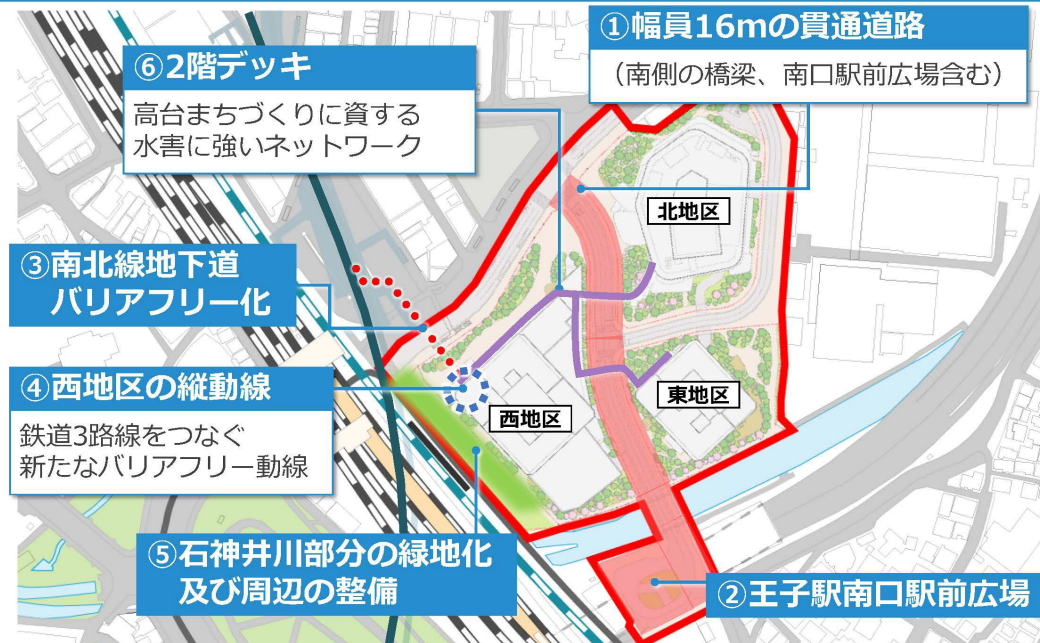 ①幅員16mの貫通道路
（南側の橋梁、南口駅前広場含む）
⑥2階デッキ
高台まちづくりに資する
水害に強いネットワーク
北地区
③南北線地下道
バリアフリー化
④西地区の縦動線
鉄道3路線をつなぐ
新たなバリアフリー動線
西地区
東地区
⑤石神井川部分の緑地化
及び周辺の整備
②王子駅南口駅前広場